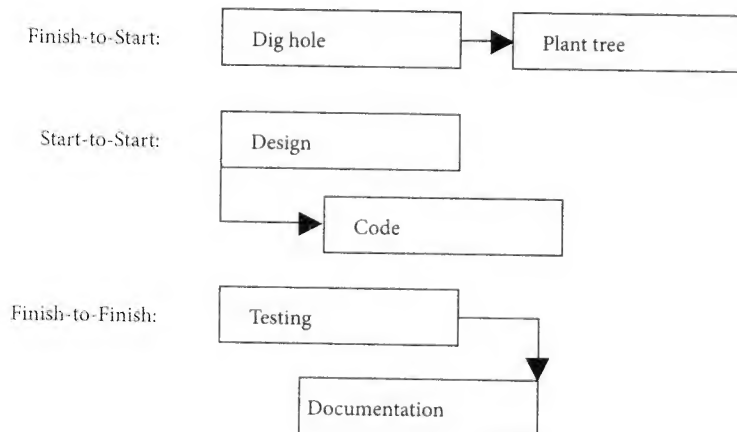 Finish-to-Start: Dig hole Plant tree
Start-to-Start: Design
Code
Finish-to-Finish: Testing
Documentation